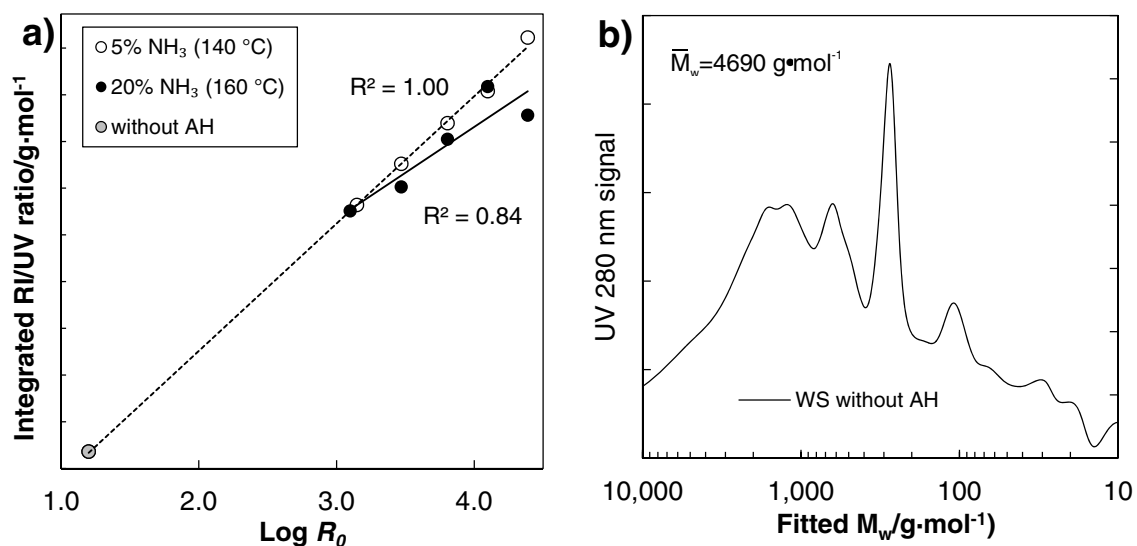 a)
5% NH₃ (140 °C)
20% NH₃ (160 °C)
without AH
R² = 1.00
R² = 0.84
Integrated RI/UV ratio/g·mol⁻¹
1.0 2.0 3.0 4.0
Log R₀
b)
M̅w=4690 g•mol⁻¹
UV 280 nm signal
WS without AH
10,000 1,000 100 10
Fitted Mw/g·mol⁻¹)